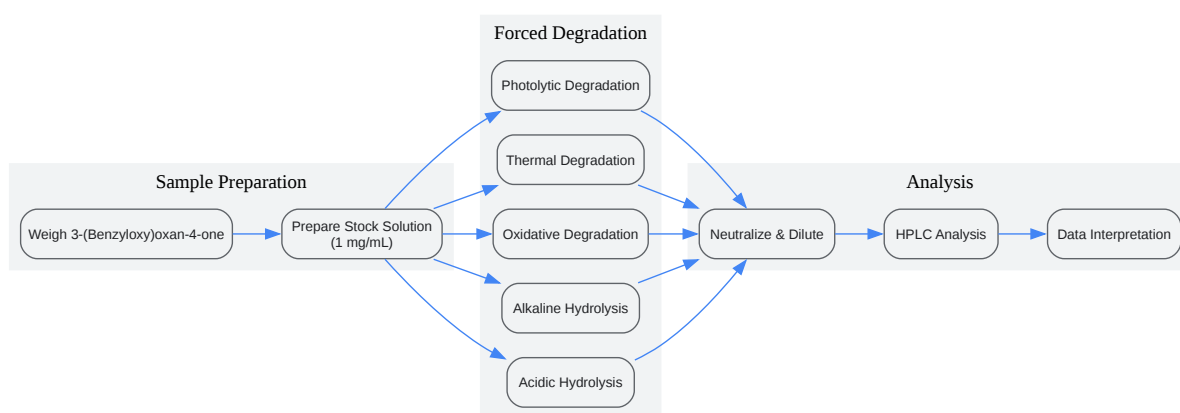 Forced Degradation
Photolytic Degradation
Thermal Degradation
Sample Preparation
Analysis
Weigh 3-(Benzyloxy)oxan-4-one
Prepare Stock Solution
(1 mg/mL)
Oxidative Degradation
Neutralize & Dilute
HPLC Analysis
Data Interpretation
Alkaline Hydrolysis
Acidic Hydrolysis